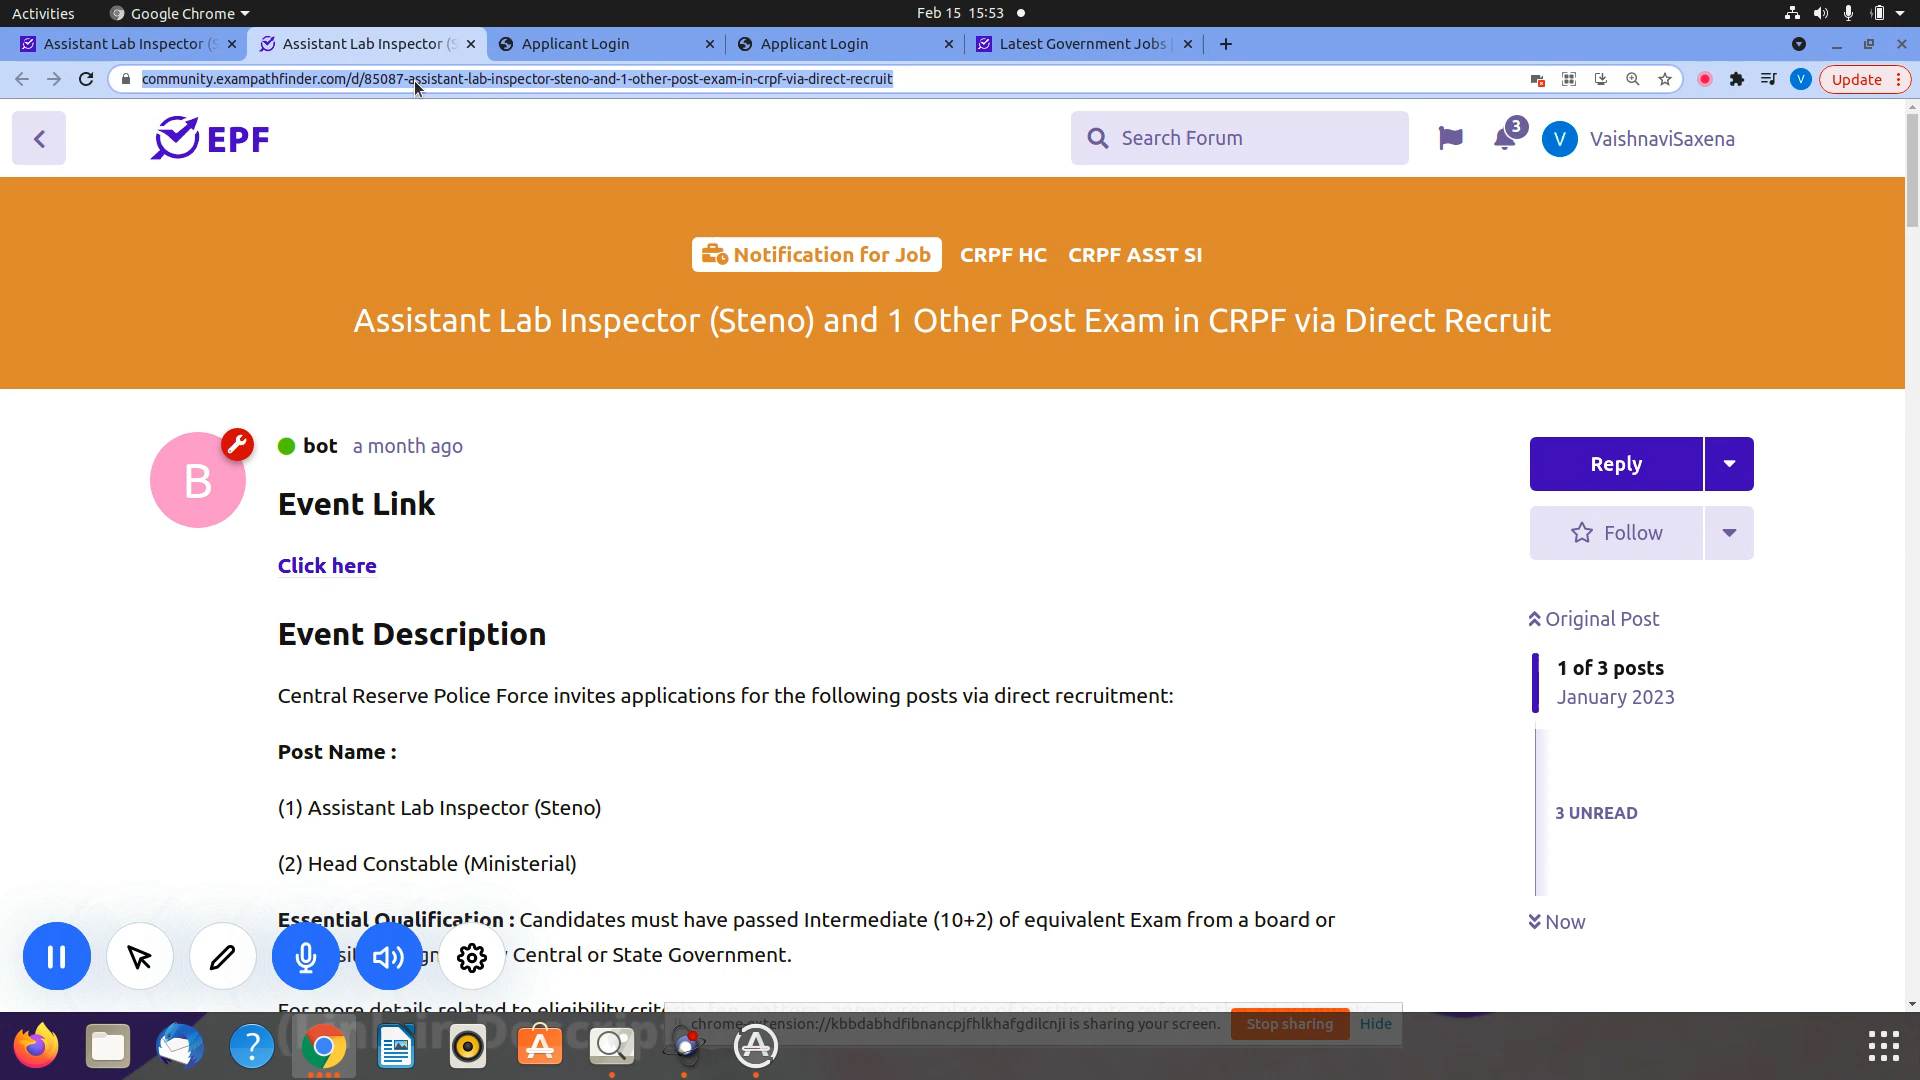 Activities
Google Chrome
Feb 15 15:53
Assistant Lab Inspector (S
Assistant Lab Inspector (S
Applicant Login
Applicant Login
Latest Government Jobs
community.exampathfinder.com/d/85087-assistant-lab-inspector-steno-and-1-other-post-exam-in-crpf-via-direct-recruit
V
Update
EPF
Search Forum
3
V
VaishnaviSaxena
Notification for Job
CRPF HC
CRPF ASST SI
Assistant Lab Inspector (Steno) and 1 Other Post Exam in CRPF via Direct Recruit
B
bot
a month ago
Event Link
Click here
Event Description
Central Reserve Police Force invites applications for the following posts via direct recruitment:
Post Name :
(1) Assistant Lab Inspector (Steno)
(2) Head Constable (Ministerial)
Essential Qualification : Candidates must have passed Intermediate (10+2) of equivalent Exam from a board or
Central or State Government.
For more details related to eligibility
Reply
Follow
Original Post
1 of 3 posts
January 2023
3 UNREAD
Now
chrome-extension://kbbdabhdfibnancpjfhlkhafgdilcnji is sharing your screen.
Stop sharing
Hide